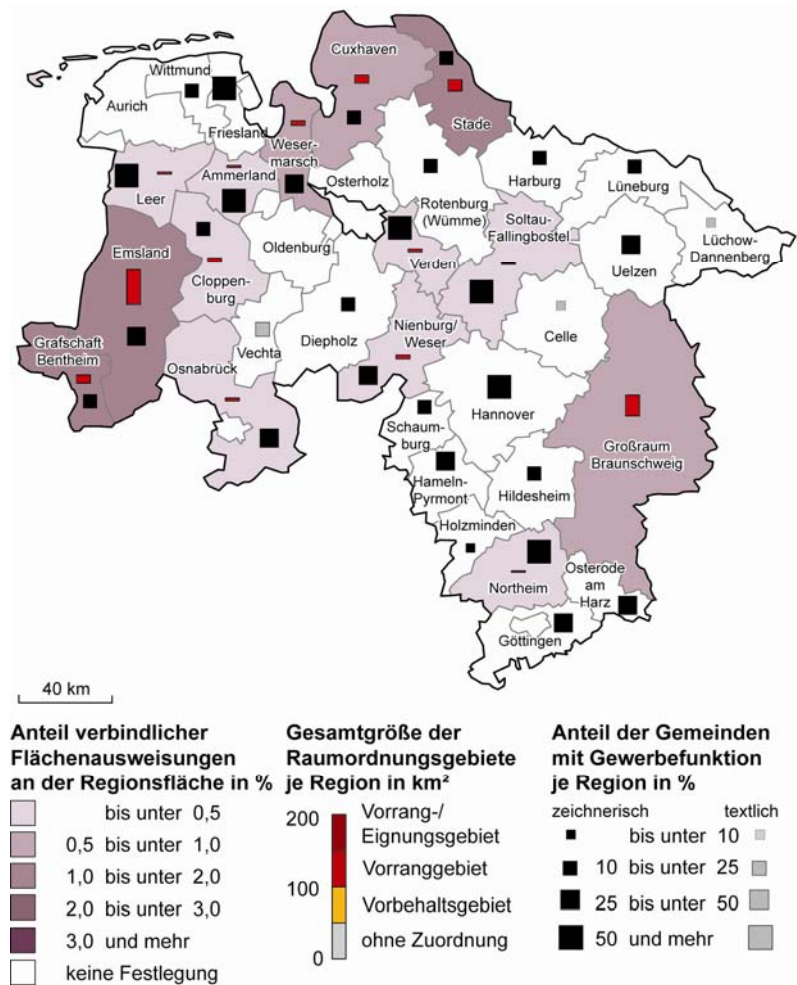 Cuxhaven
Wittmund
Aurich
Friesland
Stade
Weser-
marsch
Ammerland
Osterholz
Harburg
Lüneburg
Leer
Rotenburg
(Wümme)
Soltau-
Fallingbostel
Lüchow-
Dannenberg
Emsland
Oldenburg
Verden
Uelzen
Cloppen-
burg
Celle
Grafschaft
Bentheim
Osnabrück
Vechta
Diepholz
Nienburg/
Weser
Hannover
Schaum-
burg
Großraum
Braunschweig
Hameln-
Pyrmont
Hildesheim
Holzminden
Northeim
Osterode
am
Harz
Göttingen
40 km
Anteil verbindlicher
Flächenausweisungen
an der Regionsfläche in %
bis unter 0,5
0,5 bis unter 1,0
1,0 bis unter 2,0
2,0 bis unter 3,0
3,0 und mehr
keine Festlegung
Gesamtgröße der
Raumordnungsgebiete
je Region in km²
200
100
0
Vorrang-/
Eignungsgebiet
Vorranggebiet
Vorbehaltsgebiet
ohne Zuordnung
Anteil der Gemeinden
mit Gewerbefunktion
je Region in %
zeichnerisch textlich
bis unter 10
10 bis unter 25
25 bis unter 50
50 und mehr